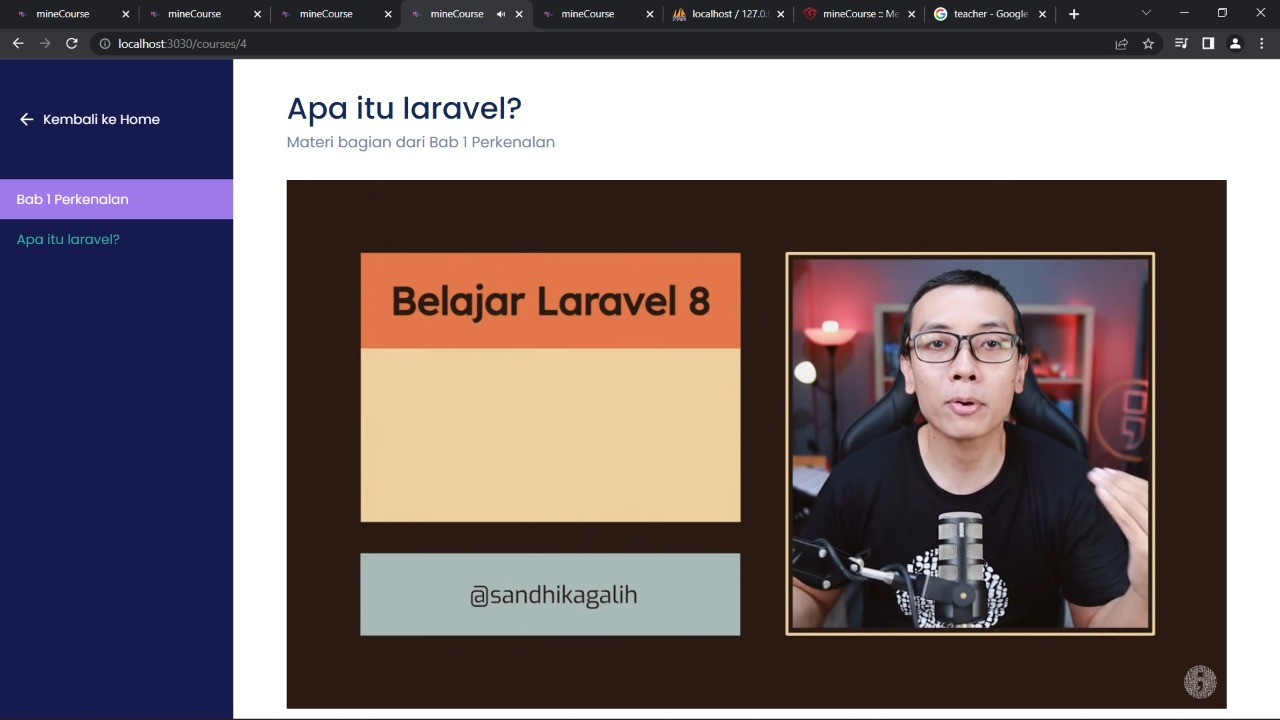 mineCourse
mineCourse
mineCourse
mineCourse
mineCourse
localhost / 127.0.
mineCourse :: Me
teacher - Google
localhost:3030/courses/4
Kembali ke Home
Bab 1 Perkenalan
Apa itu laravel?
Apa itu laravel?
Materi bagian dari Bab 1 Perkenalan
Belajar Laravel 8
@sandhikagalih